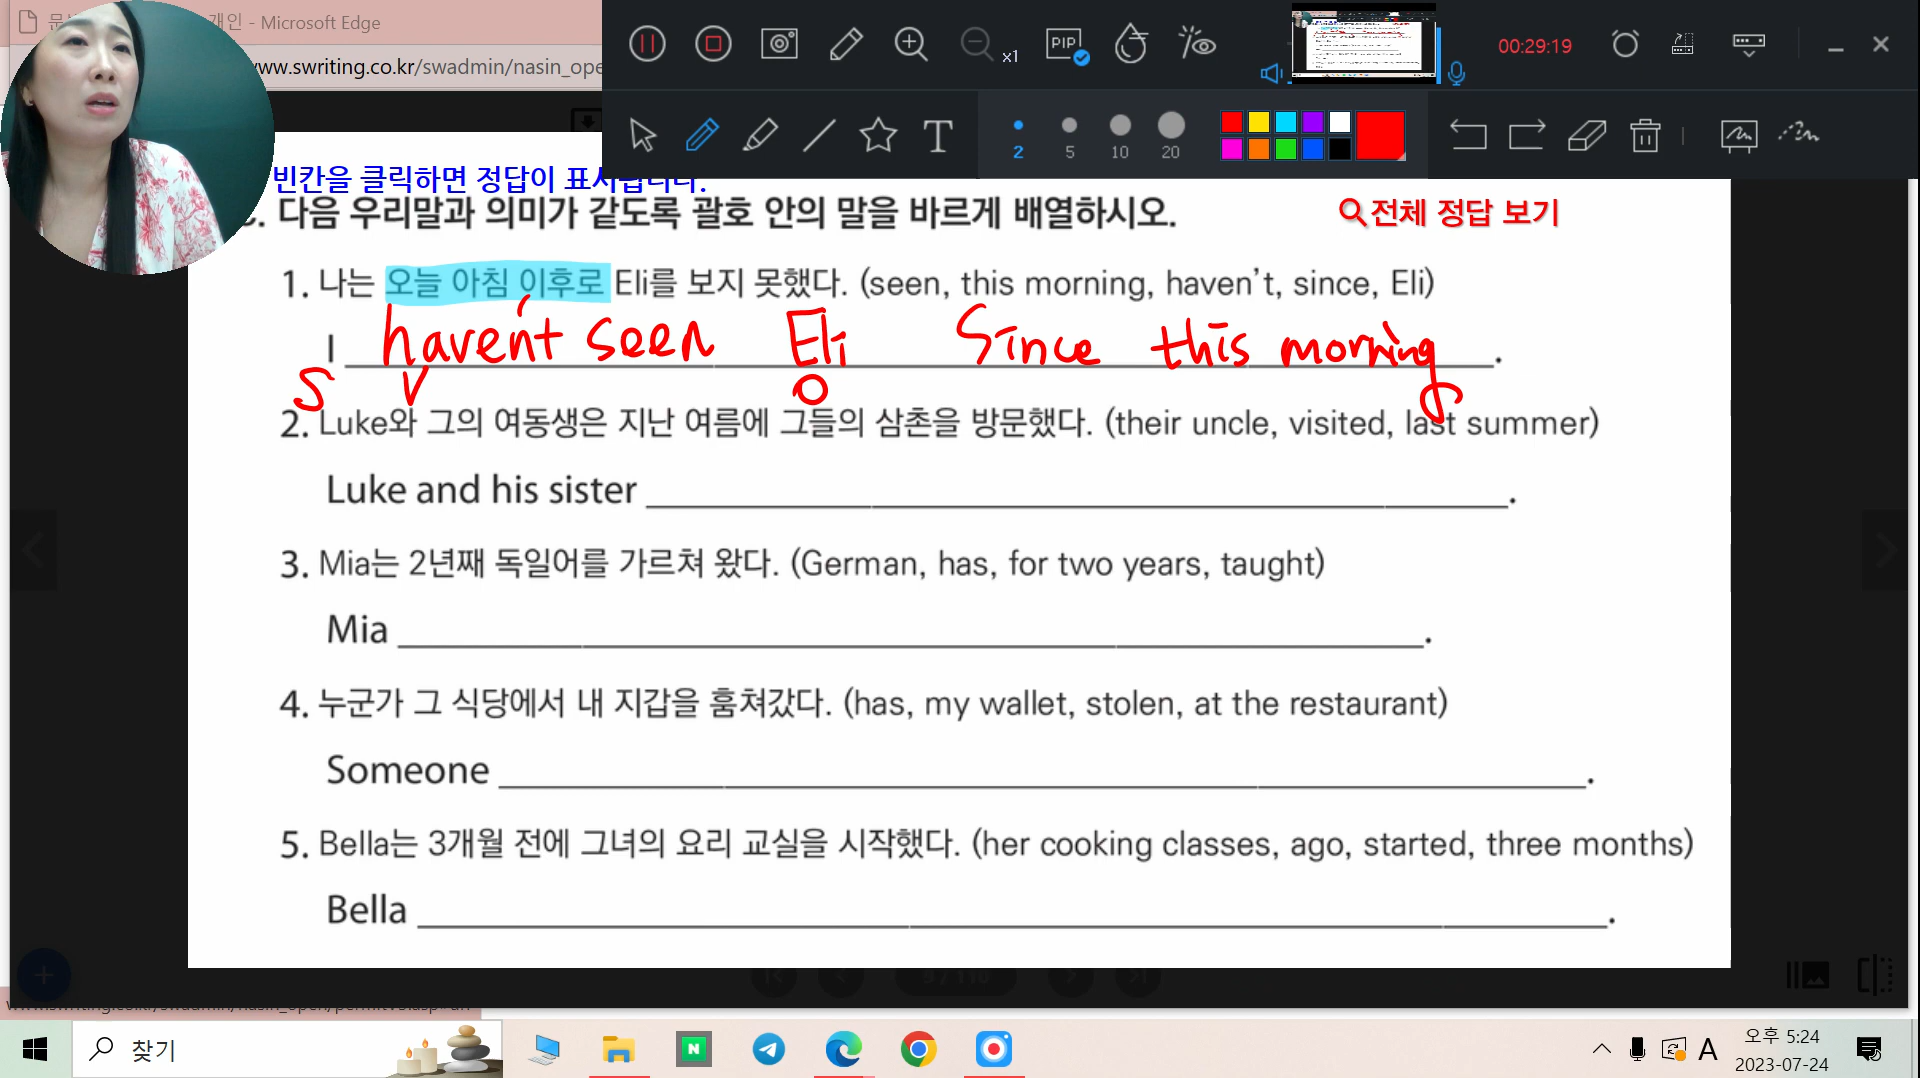 개인 - Microsoft Edge
www.swriting.co.kr/swadmin/nasin_ope
x1
PIP
00:29:19
T
2 5 10 20
빈칸을 클릭하면 정답이 표시됩니다.
C. 다음 우리말과 의미가 같도록 괄호 안의 말을 바르게 배열하시오.
전체 정답 보기
1. 나는 오늘 아침 이후로 Eli를 보지 못했다. (seen, this morning, haven't, since, Eli)
I haven't seen Eli Since this morning.
S V O
2. Luke와 그의 여동생은 지난 여름에 그들의 삼촌을 방문했다. (their uncle, visited, last summer)
Luke and his sister .
3. Mia는 2년째 독일어를 가르쳐 왔다. (German, has, for two years, taught)
Mia .
4. 누군가 그 식당에서 내 지갑을 훔쳐갔다. (has, my wallet, stolen, at the restaurant)
Someone .
5. Bella는 3개월 전에 그녀의 요리 교실을 시작했다. (her cooking classes, ago, started, three months)
Bella .
찾기
N
A
오후 5:24
2023-07-24